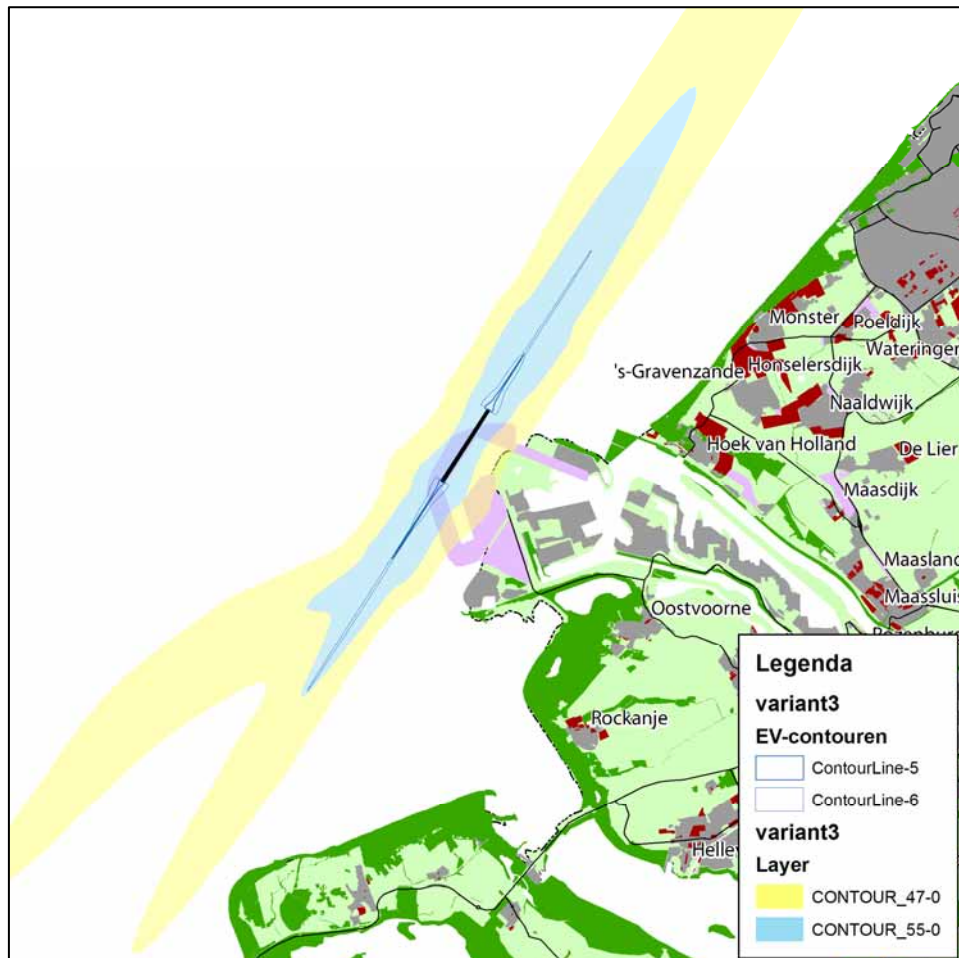 Monster
Poeldijk
Wateringen
's-Gravenzande
Honselersdijk
Naaldwijk
Hoek van Holland
De Lier
Maasdijk
Maasland
Maassluis
Oostvoorne
Rockanje
Legenda
variant3
EV-contouren
ContourLine-5
ContourLine-6
variant3
Layer
CONTOUR_47-0
CONTOUR_55-0